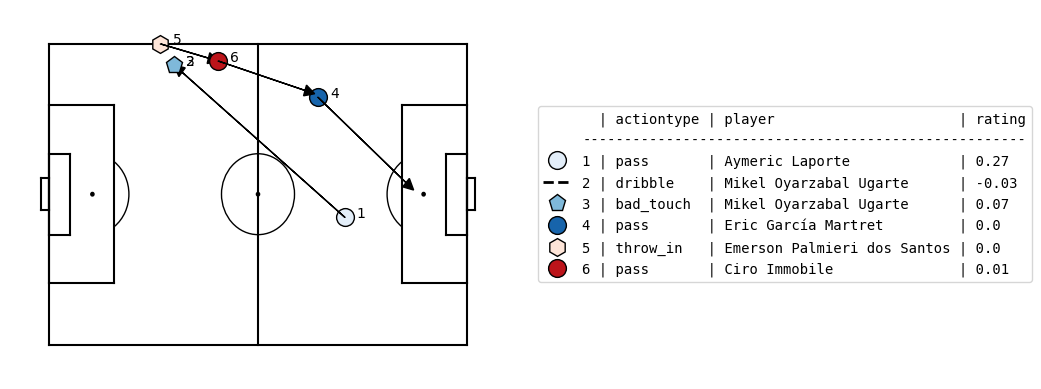 5
6
2
3
4
1
| actiontype | player | rating
----------------------------------------------------
1 | pass | Aymeric Laporte | 0.27
2 | dribble | Mikel Oyarzabal Ugarte | -0.03
3 | bad_touch | Mikel Oyarzabal Ugarte | 0.07
4 | pass | Eric García Martret | 0.0
5 | throw_in | Emerson Palmieri dos Santos | 0.0
6 | pass | Ciro Immobile | 0.01